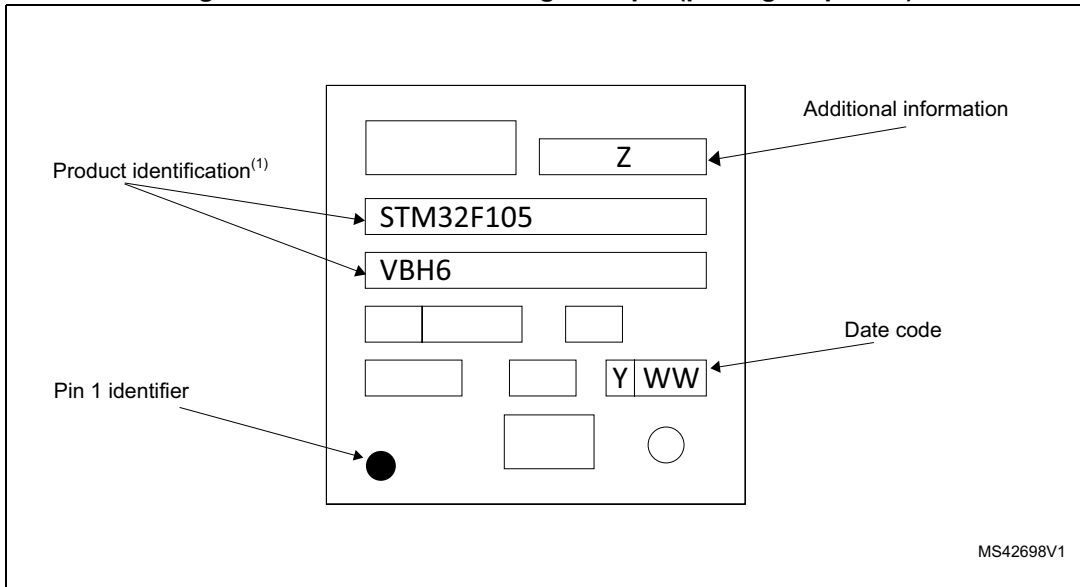 Additional information
Z
Product identification(1)
STM32F105
VBH6
Date code
Y WW
Pin 1 identifier
MS42698V1